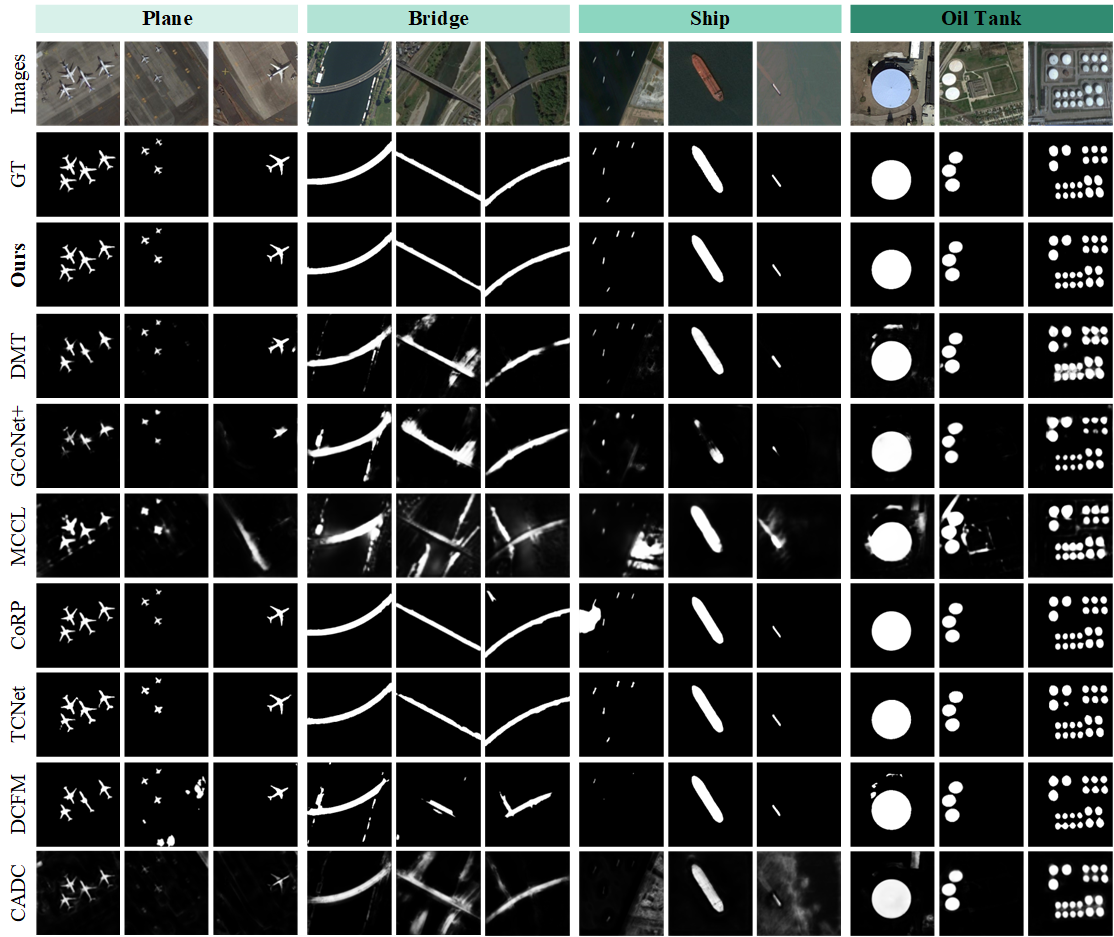 Plane Bridge Ship Oil Tank
Images
GT
Ours
DMT
GCoNet+
MCCL
CoRP
TCNet
DCFM
CADC